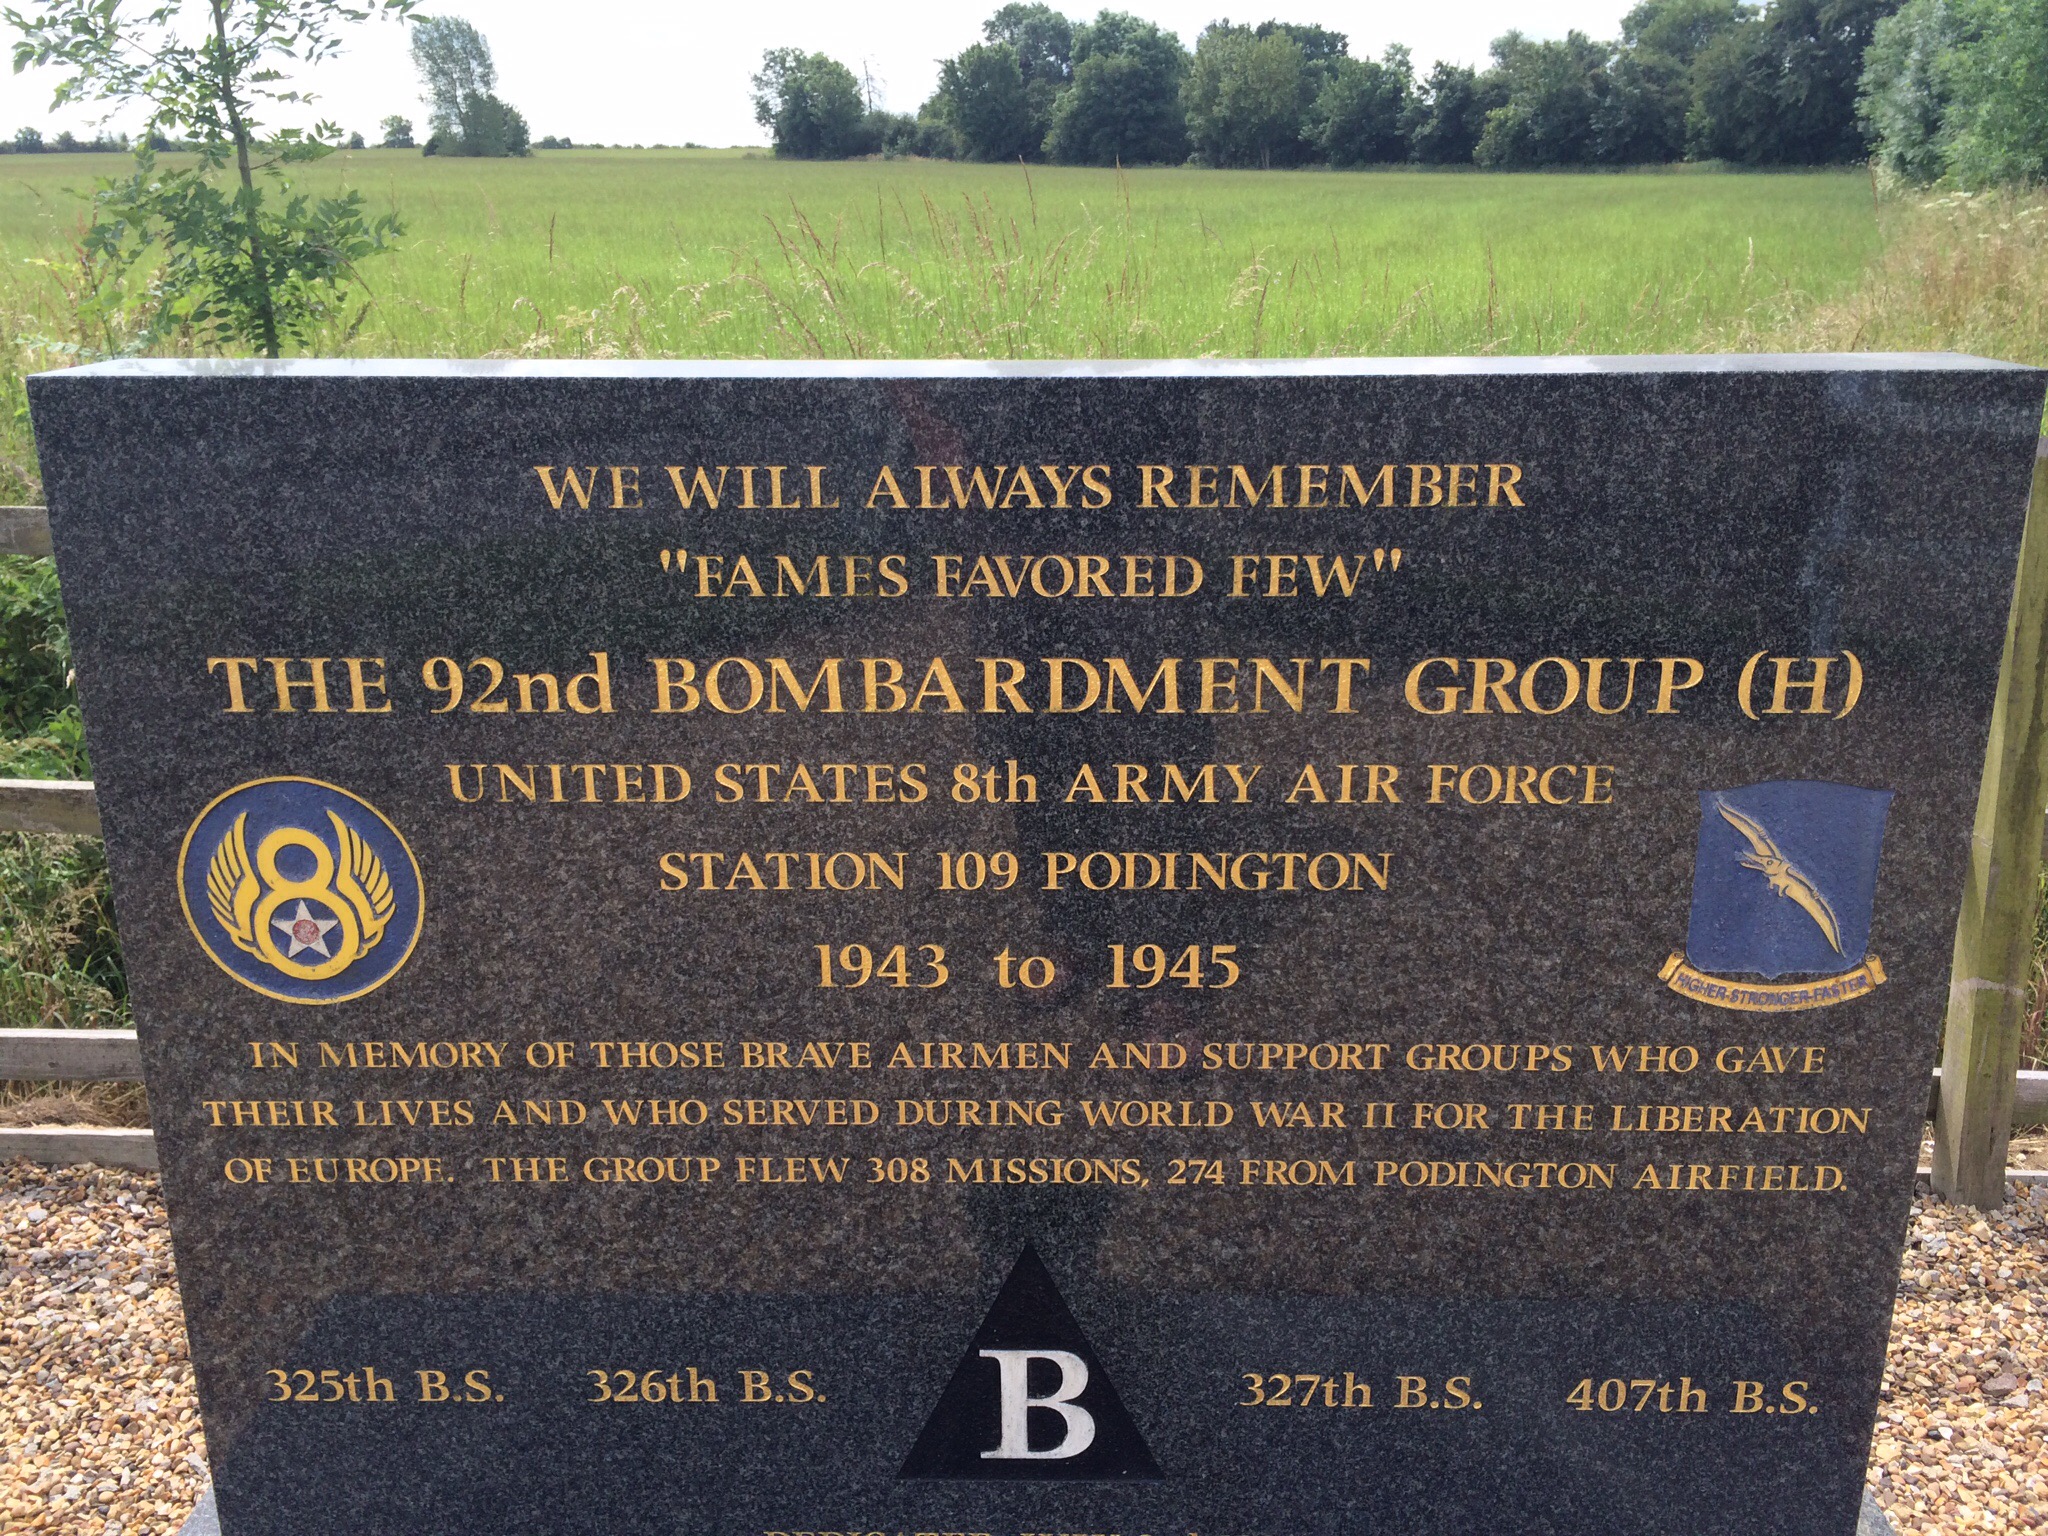 WE WILL ALWAYS REMEMBER
"FAMES FAVORED FEW"
THE 92nd BOMBARDMENT GROUP (H)
UNITED STATES 8th ARMY AIR FORCE
STATION 109 PODINGTON
1943 to 1945
HIGHER-STRONGER-FASTER
IN MEMORY OF THOSE BRAVE AIRMEN AND SUPPORT GROUPS WHO GAVE
THEIR LIVES AND WHO SERVED DURING WORLD WAR II FOR THE LIBERATION
OF EUROPE. THE GROUP FLEW 308 MISSIONS, 274 FROM PODINGTON AIRFIELD.
325th B.S. 326th B.S. B 327th B.S. 407th B.S.